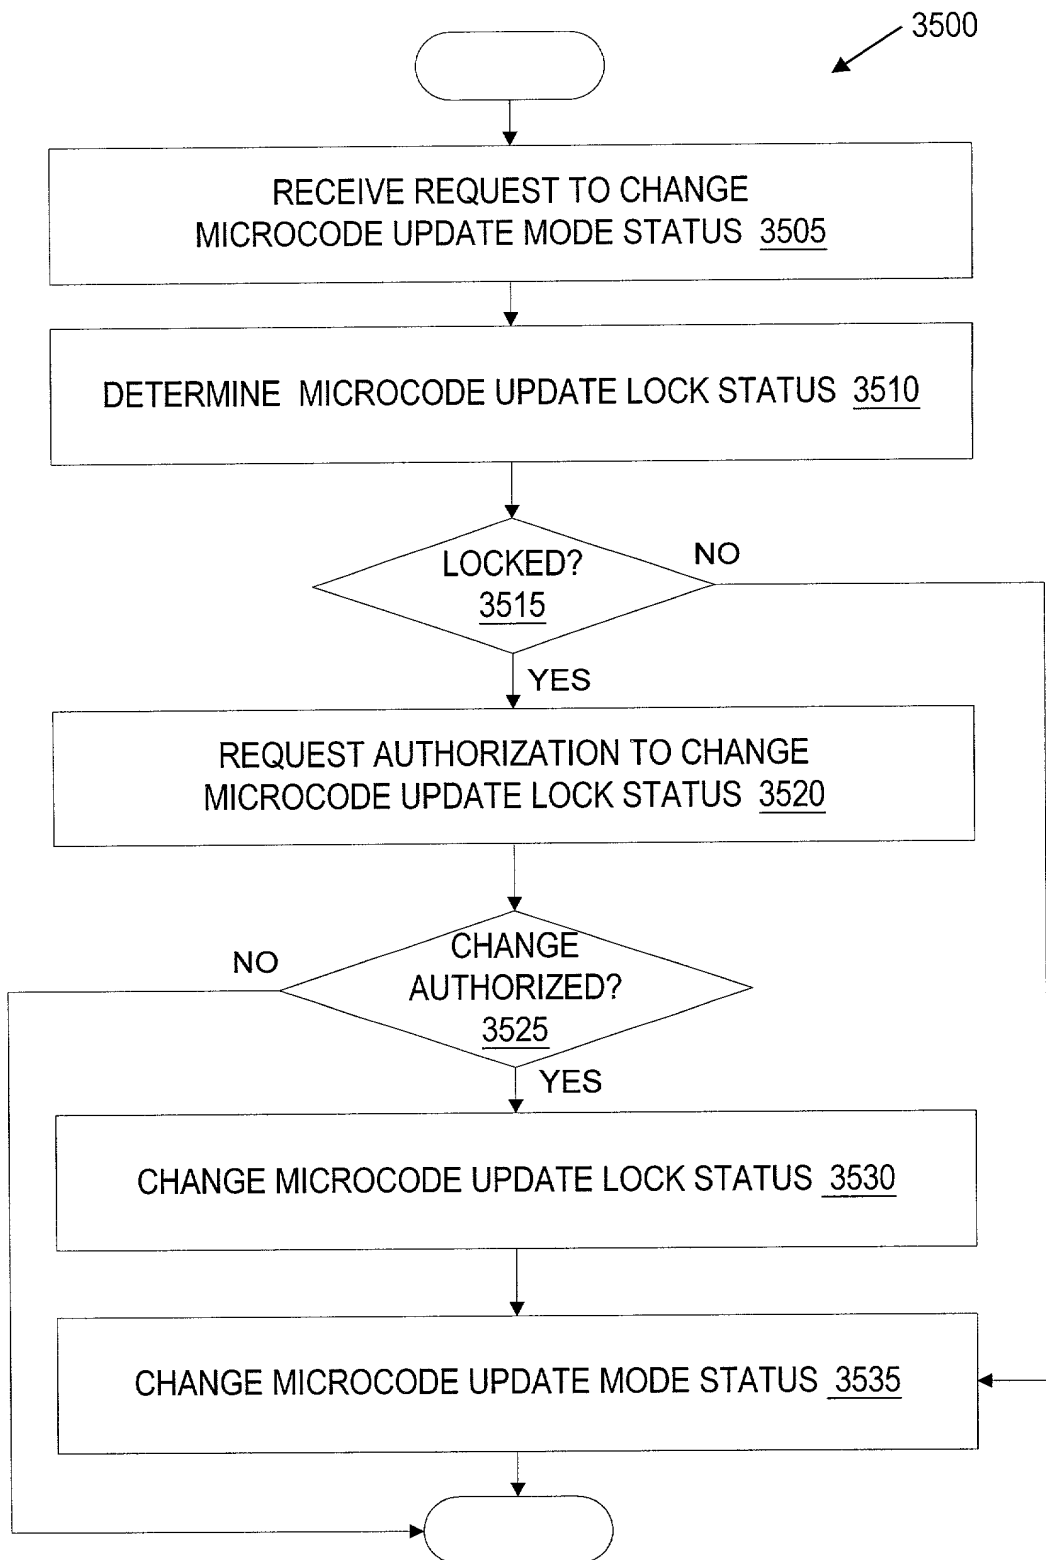 3500
RECEIVE REQUEST TO CHANGE
MICROCODE UPDATE MODE STATUS 3505
DETERMINE MICROCODE UPDATE LOCK STATUS 3510
LOCKED?
3515
NO
YES
REQUEST AUTHORIZATION TO CHANGE
MICROCODE UPDATE LOCK STATUS 3520
CHANGE
AUTHORIZED?
3525
NO
YES
CHANGE MICROCODE UPDATE LOCK STATUS 3530
CHANGE MICROCODE UPDATE MODE STATUS 3535